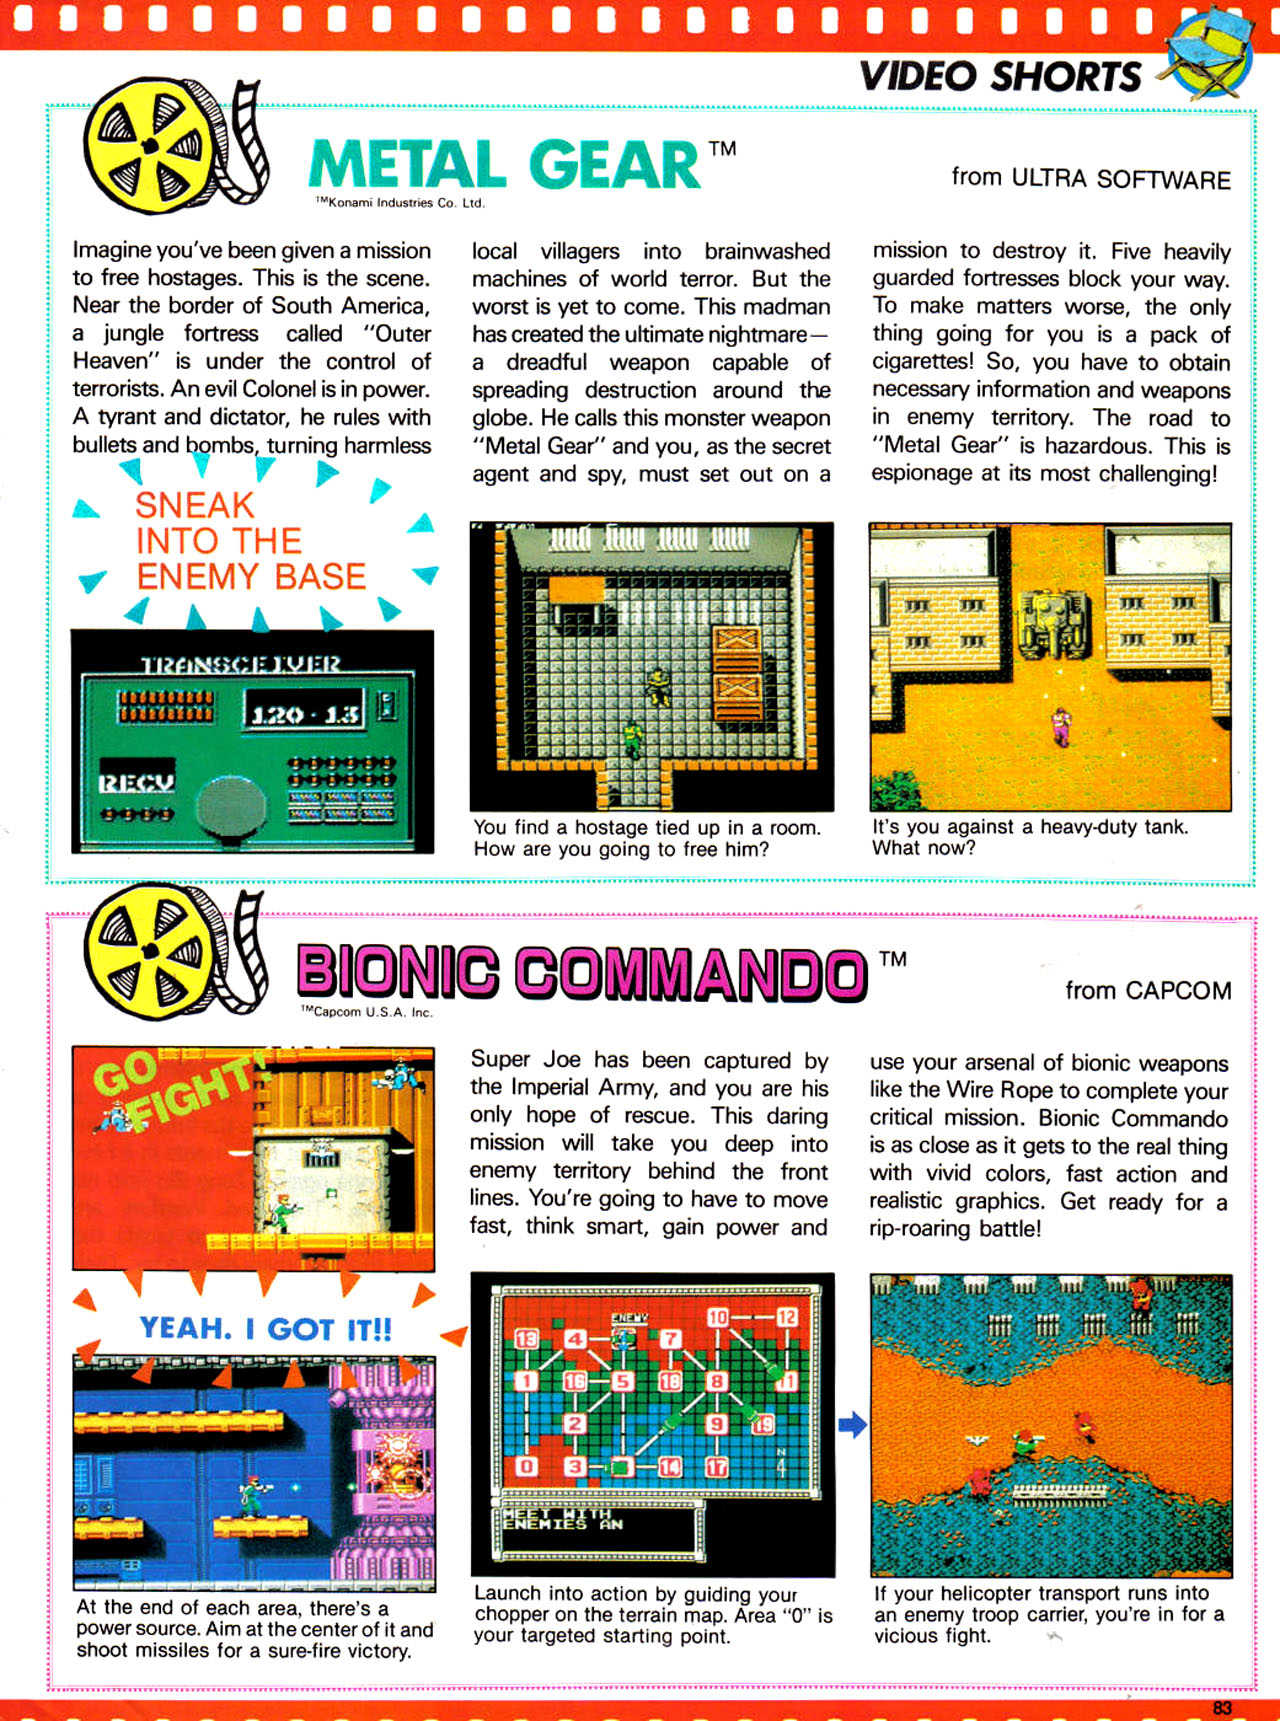 VIDEO SHORTS
METAL GEAR™
from ULTRA SOFTWARE
™Konami Industries Co. Ltd.
Imagine you've been given a mission
to free hostages. This is the scene.
Near the border of South America,
a jungle fortress called "Outer
Heaven" is under the control of
terrorists. An evil Colonel is in power.
A tyrant and dictator, he rules with
bullets and bombs, turning harmless
local villagers into brainwashed
machines of world terror. But the
worst is yet to come. This madman
has created the ultimate nightmare—
a dreadful weapon capable of
spreading destruction around the
globe. He calls this monster weapon
"Metal Gear" and you, as the secret
agent and spy, must set out on a
mission to destroy it. Five heavily
guarded fortresses block your way.
To make matters worse, the only
thing going for you is a pack of
cigarettes! So, you have to obtain
necessary information and weapons
in enemy territory. The road to
"Metal Gear" is hazardous. This is
espionage at its most challenging!
SNEAK
INTO THE
ENEMY BASE
TRANSCEIVER
120·13
RECV
You find a hostage tied up in a room.
How are you going to free him?
It's you against a heavy-duty tank.
What now?
BIONIC COMMANDO™
from CAPCOM
™Capcom U.S.A. Inc.
GO
FIGHT!
Super Joe has been captured by
the Imperial Army, and you are his
only hope of rescue. This daring
mission will take you deep into
enemy territory behind the front
lines. You're going to have to move
fast, think smart, gain power and
use your arsenal of bionic weapons
like the Wire Rope to complete your
critical mission. Bionic Commando
is as close as it gets to the real thing
with vivid colors, fast action and
realistic graphics. Get ready for a
rip-roaring battle!
YEAH. I GOT IT!!
At the end of each area, there's a
power source. Aim at the center of it and
shoot missiles for a sure-fire victory.
ENEMY
10 12
13 4 7
1 16 5 18 8 11
2 9 19
0 3 14 17
N
MEET WITH
ENEMIES AN
Launch into action by guiding your
chopper on the terrain map. Area "0" is
your targeted starting point.
If your helicopter transport runs into
an enemy troop carrier, you're in for a
vicious fight.
83